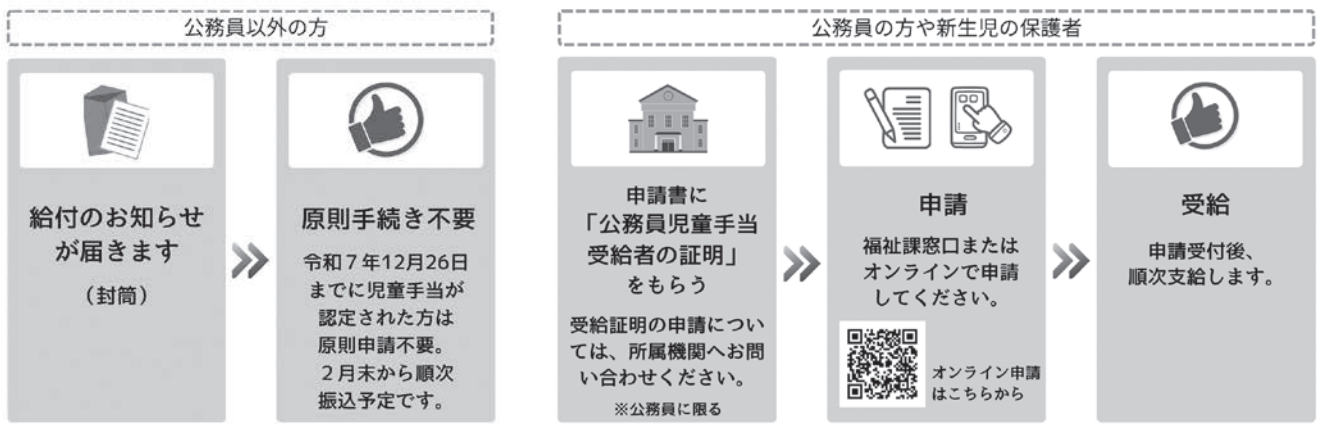 公務員以外の方
給付のお知らせ
が届きます
（封筒）
原則手続き不要
令和７年12月26日
までに児童手当が
認定された方は
原則申請不要。
２月末から順次
振込予定です。
公務員の方や新生児の保護者
申請書に
「公務員児童手当
受給者の証明」
をもらう
受給証明の申請につい
ては、所属機関へお問
い合わせください。
※公務員に限る
申請
福祉課窓口または
オンラインで申請
してください。
オンライン申請
はこちらから
受給
申請受付後、
順次支給します。